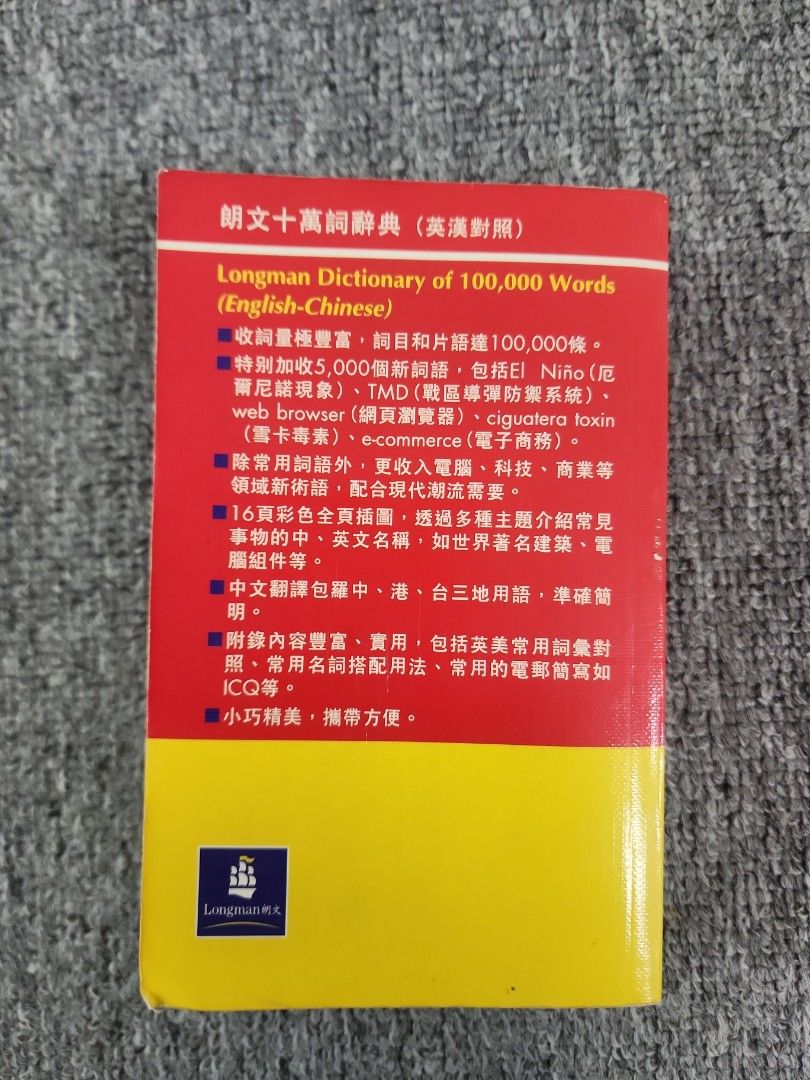 朗文十萬詞辭典（英漢對照）
Longman Dictionary of 100,000 Words
(English-Chinese)
■收詞量極豐富，詞目和片語達100,000條。
■特別加收5,000個新詞語，包括El Niño（厄
爾尼諾現象）、TMD（戰區導彈防禦系統）、
web browser（網頁瀏覽器）、ciguatera toxin
（雪卡毒素）、e-commerce（電子商務）。
■除常用詞語外，更收入電腦、科技、商業等
領域新術語，配合現代潮流需要。
■16頁彩色全頁插圖，透過多種主題介紹常見
事物的中、英文名稱，如世界著名建築、電
腦組件等。
■中文翻譯包羅中、港、台三地用語，準確簡
明。
■附錄內容豐富、實用，包括英美常用詞彙對
照、常用名詞搭配用法、常用的電郵簡寫如
ICQ等。
■小巧精美，攜帶方便。
Longman朗文